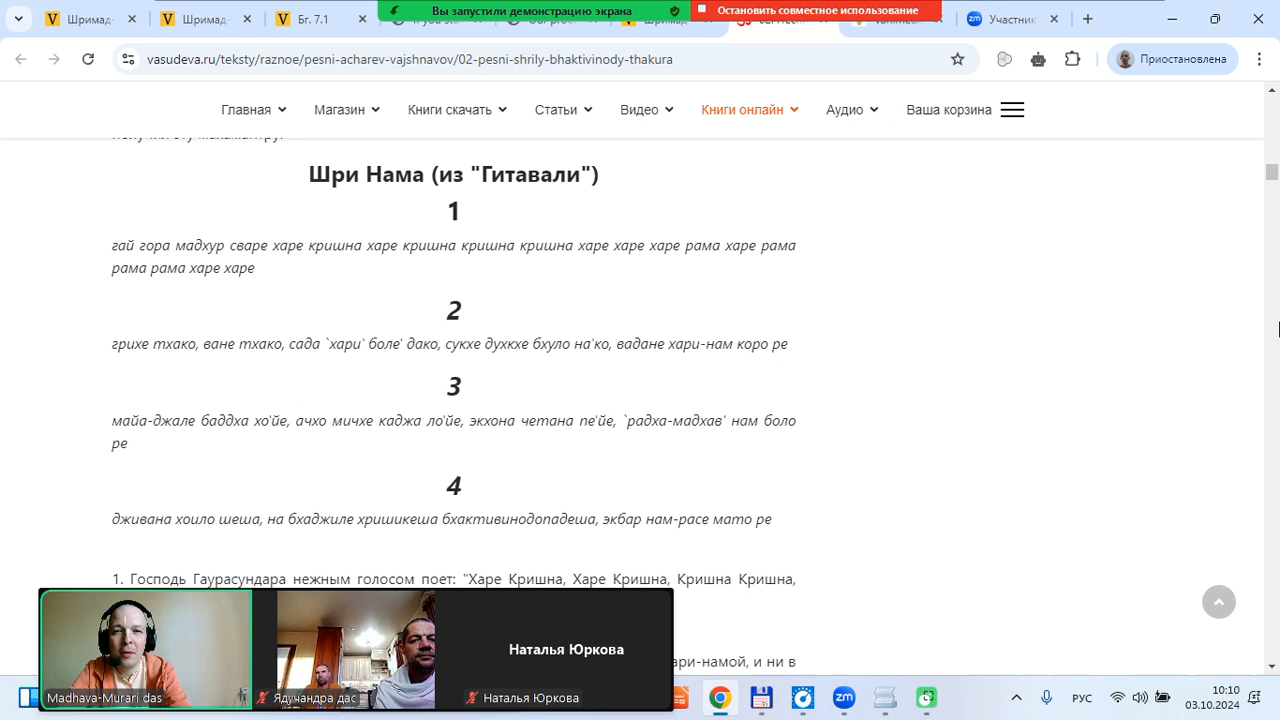 Вы запустили демонстрацию экрана
Остановить совместное использование
Шримад-
Шримад-
Бг. 7.1
Участник
vasudeva.ru/teksty/raznoe/pesni-acharev-vajshnvov/02-pesni-shrily-bhaktivinody-thakura
Приостановлена
Главная
Магазин
Книги скачать
Статьи
Видео
Книги онлайн
Аудио
Ваша корзина
Шри Нама (из "Гитавали")
1
гай гора мадхур сваре харе кришна харе кришна кришна кришна харе харе харе рама харе рама
рама рама харе харе
2
грихе тхако, ване тхако, сада `хари' боле' дако, сукхе духкхе бхуло на'ко, вадане хари-нам коро ре
3
майа-джале баддха хо'йе, ачхо мичхе каджа ло'йе, экхона четана пе'йе, `радха-мадхав' нам боло
ре
4
дживана хоило шеша, на бхаджиле хришикеша бхактивинодопадеша, экбар нам-расе мато ре
1. Господь Гаурасундара нежным голосом поет: "Харе Кришна, Харе Кришна, Кришна Кришна,
ари-намой, и ни в
Madhava-Murari das
Ядучандра дас
Наталья Юркова
Наталья Юркова
zm
РУС
10:10
03.10.2024